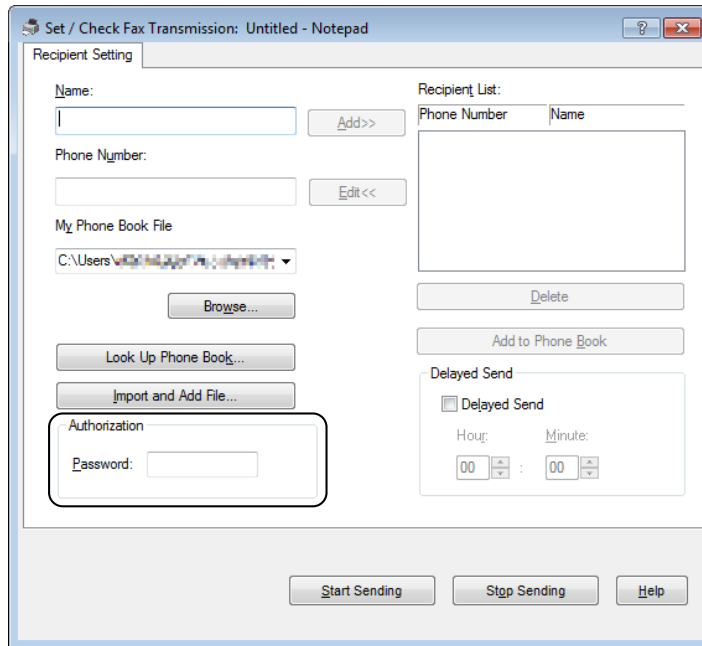 Set / Check Fax Transmission: Untitled - Notepad
Recipient Setting
Name:
Add>>
Phone Number:
Edit<<
My Phone Book File
C:\Users\
Browse...
Look Up Phone Book...
Import and Add File...
Authorization
Password:
Recipient List:
Phone Number Name
Delete
Add to Phone Book
Delayed Send
Delayed Send
Hour: Minute:
00 : 00
Start Sending Stop Sending Help